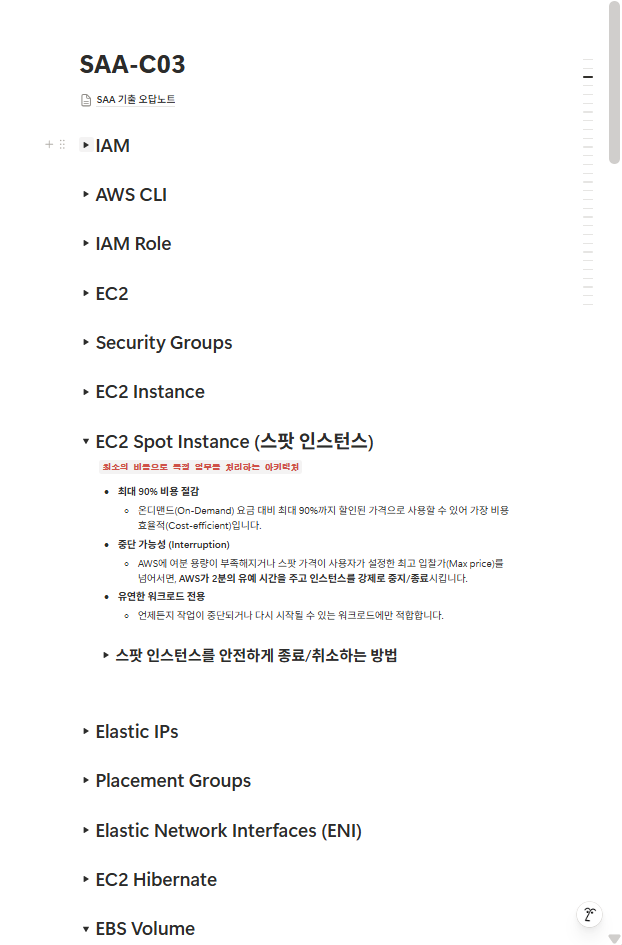 SAA-C03
SAA 기출 오답노트
IAM
AWS CLI
IAM Role
EC2
Security Groups
EC2 Instance
EC2 Spot Instance (스팟 인스턴스)
최소의 비용으로 특정 업무를 처리하는 아키텍처
최대 90% 비용 절감
온디맨드(On-Demand) 요금 대비 최대 90%까지 할인된 가격으로 사용할 수 있어 가장 비용
효율적(Cost-efficient)입니다.
중단 가능성 (Interruption)
AWS에 여분 용량이 부족해지거나 스팟 가격이 사용자가 설정한 최고 입찰가(Max price)를
넘어서면, AWS가 2분의 유예 시간을 주고 인스턴스를 강제로 중지/종료시킵니다.
유연한 워크로드 전용
언제든지 작업이 중단되거나 다시 시작될 수 있는 워크로드에만 적합합니다.
스팟 인스턴스를 안전하게 종료/취소하는 방법
Elastic IPs
Placement Groups
Elastic Network Interfaces (ENI)
EC2 Hibernate
EBS Volume